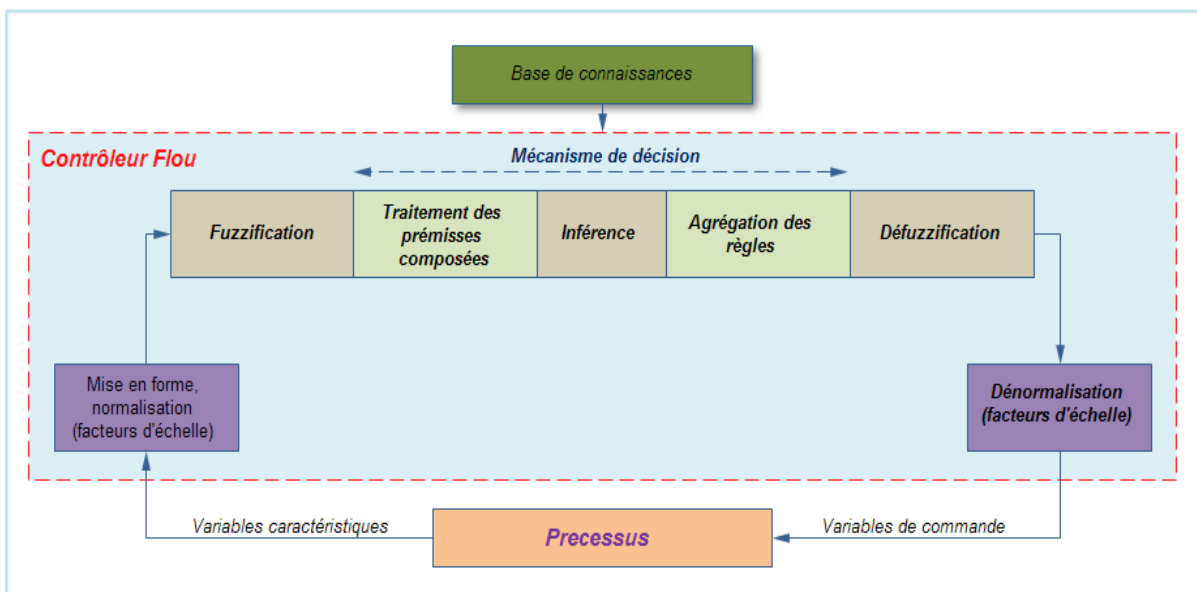 Base de connaissances
Contrôleur Flou
Mécanisme de décision
Fuzzification
Traitement des
prémisses
composées
Inférence
Agrégation des
règles
Défuzzification
Mise en forme,
normalisation
(facteurs d'échelle)
Dénormalisation
(facteurs d'échelle)
Variables caractéristiques
Precessus
Variables de commande